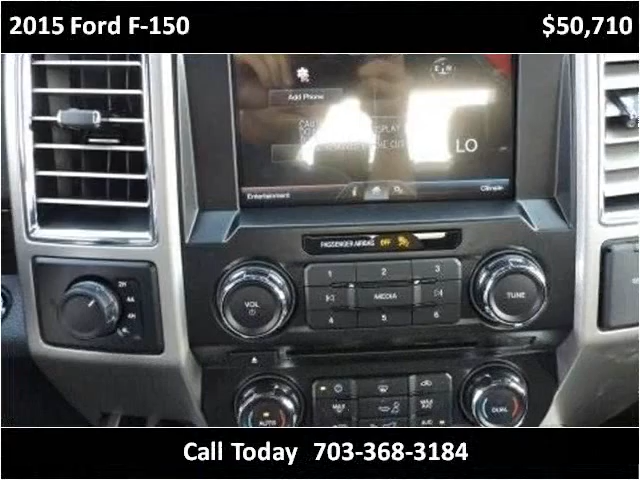 2015 Ford F-150 $50,710
Add Phone
LO
Entertainment Climate
PASSENGER AIRBAG OFF
1 2 3
VOL MEDIA TUNE
4 5 6
2H
4A
4H
4L
AUTO MAX A/C DUAL
A/C
Call Today 703-368-3184